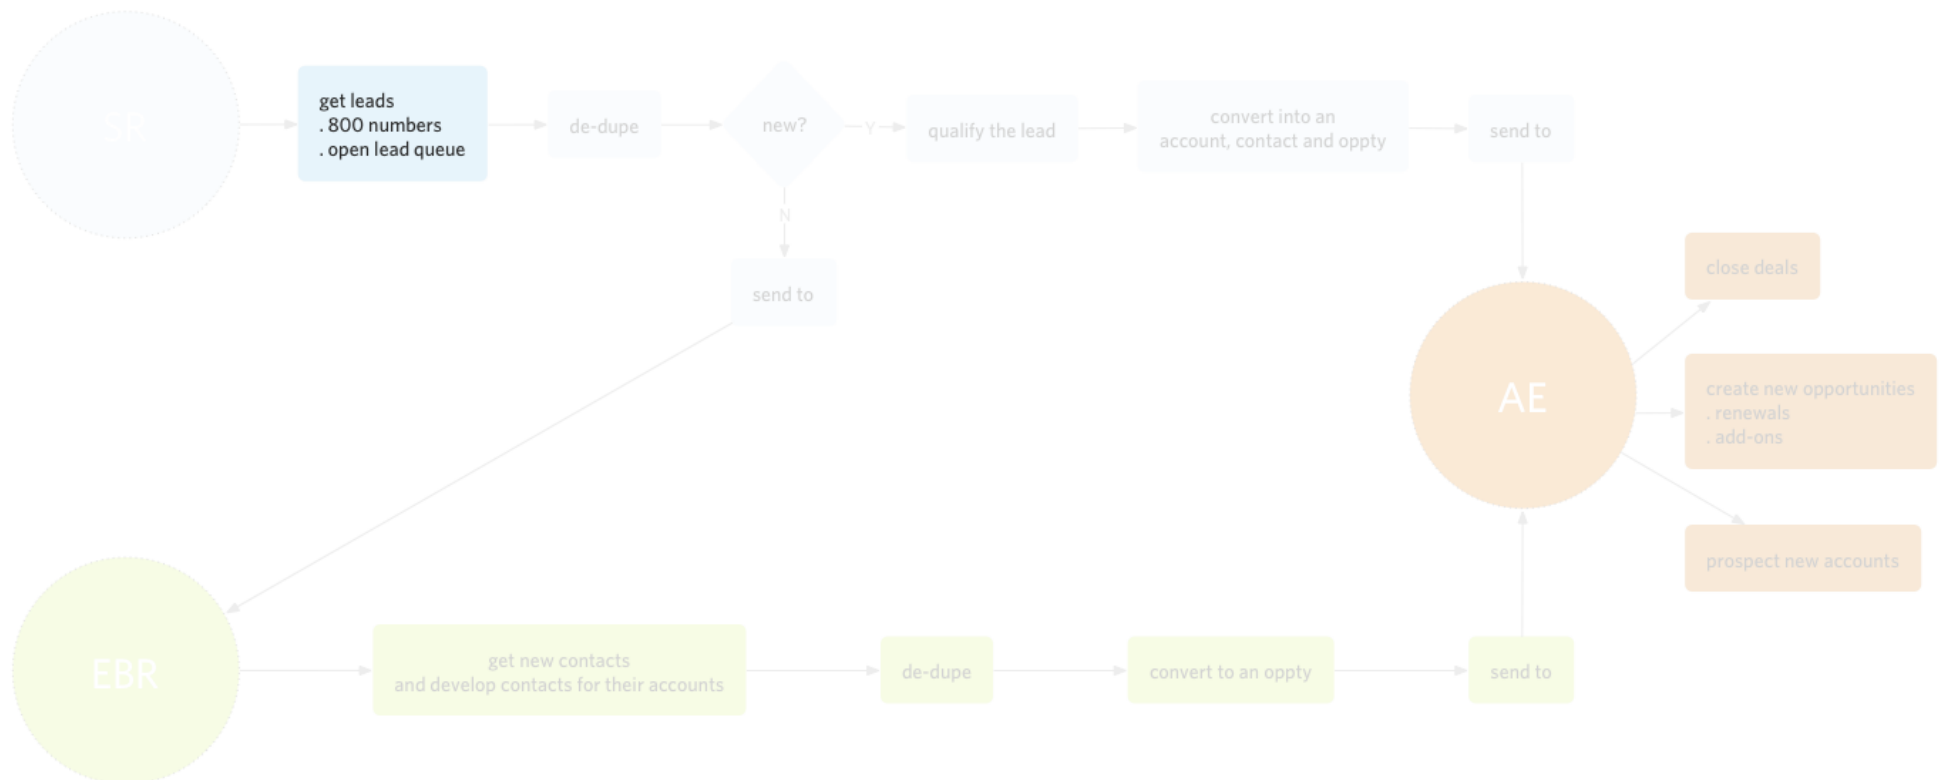 SR
get leads
. 800 numbers
. open lead queue
de-dupe
new?
Y
qualify the lead
convert into an
account, contact and oppty
send to
N
send to
close deals
AE
create new opportunities
. renewals
. add-ons
prospect new accounts
EBR
get new contacts
and develop contacts for their accounts
de-dupe
convert to an oppty
send to